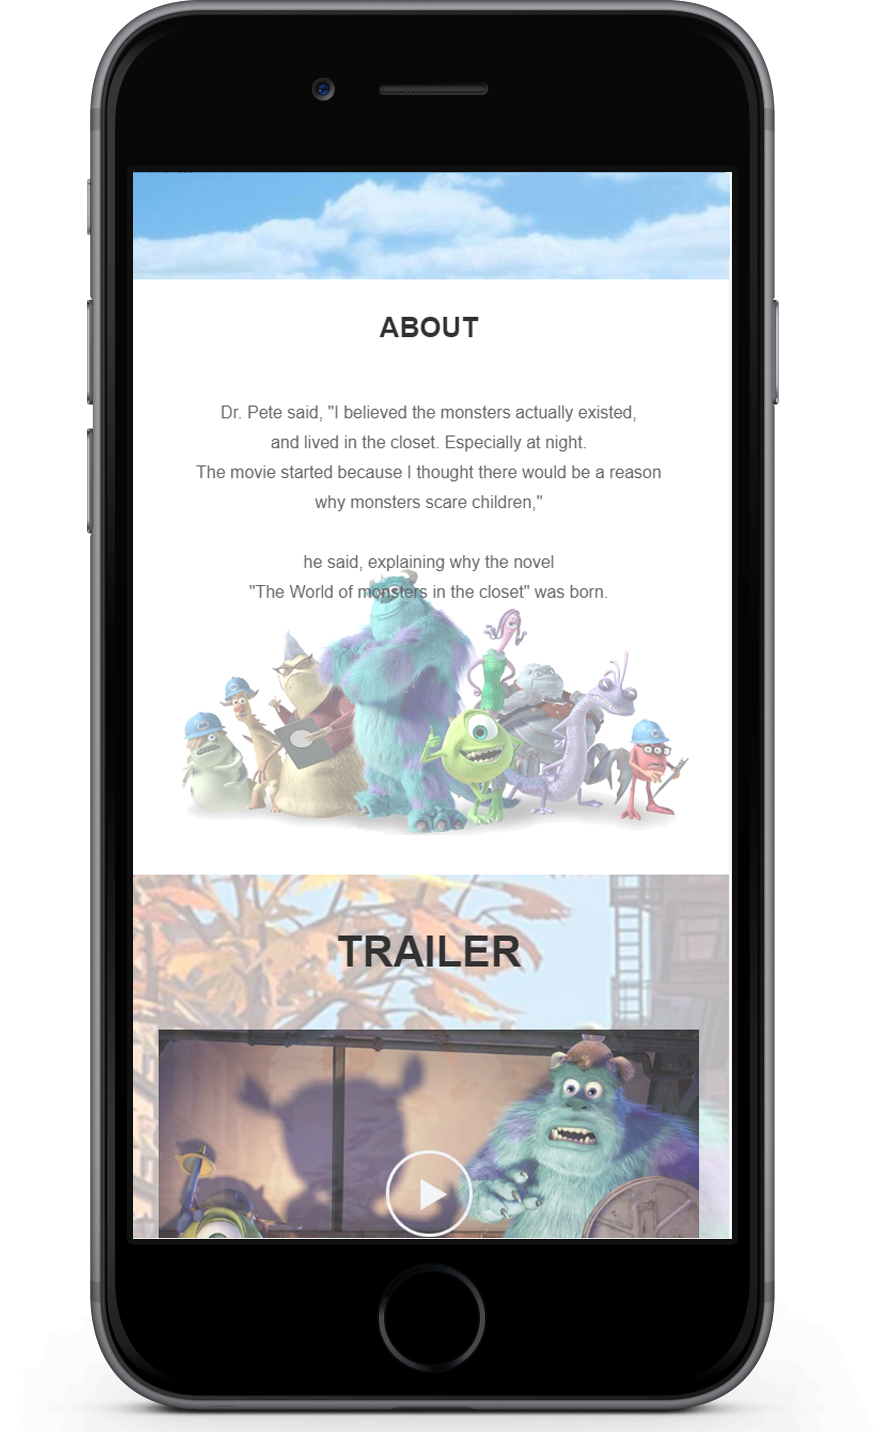 ABOUT
Dr. Pete said, "I believed the monsters actually existed,
and lived in the closet. Especially at night.
The movie started because I thought there would be a reason
why monsters scare children,"
he said, explaining why the novel
"The World of monsters in the closet" was born.
TRAILER